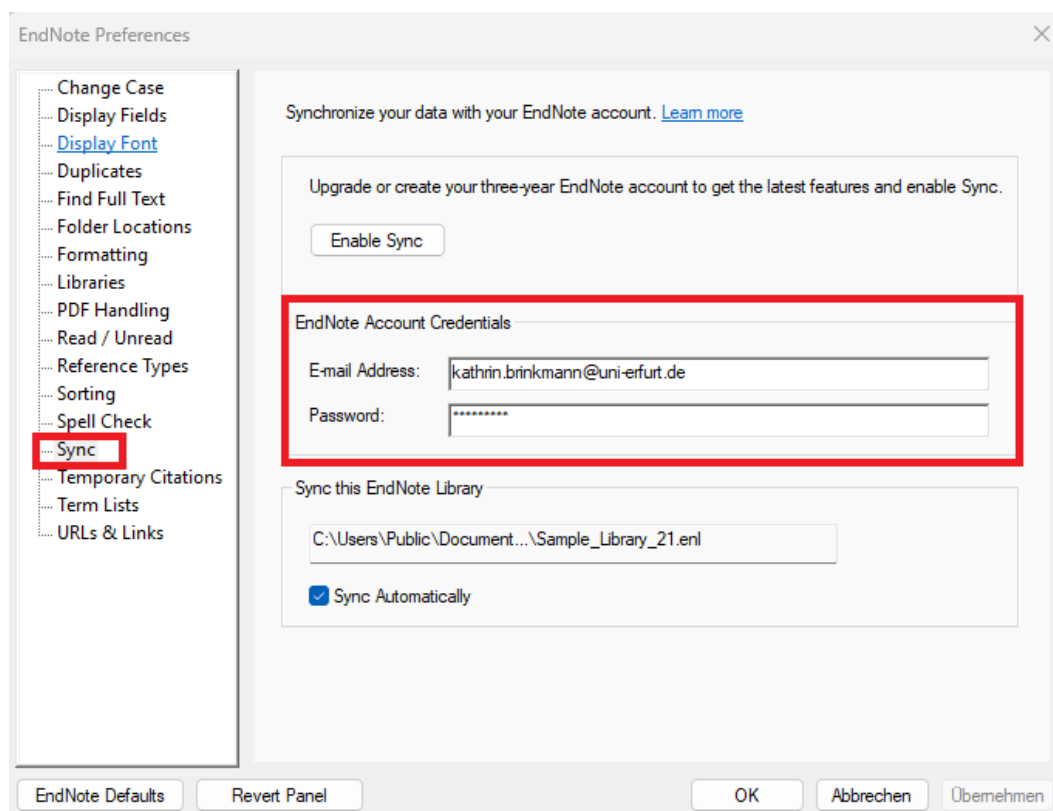 EndNote Preferences
Change Case
Display Fields
Display Font
Duplicates
Find Full Text
Folder Locations
Formatting
Libraries
PDF Handling
Read / Unread
Reference Types
Sorting
Spell Check
Sync
Temporary Citations
Term Lists
URLs & Links
Synchronize your data with your EndNote account. Learn more
Upgrade or create your three-year EndNote account to get the latest features and enable Sync.
Enable Sync
EndNote Account Credentials
E-mail Address: kathrin.brinkmann@uni-erfurt.de
Password: *********
Sync this EndNote Library
C:\Users\Public\Document...\Sample_Library_21.enl
Sync Automatically
EndNote Defaults Revert Panel OK Abbrechen Übernehmen